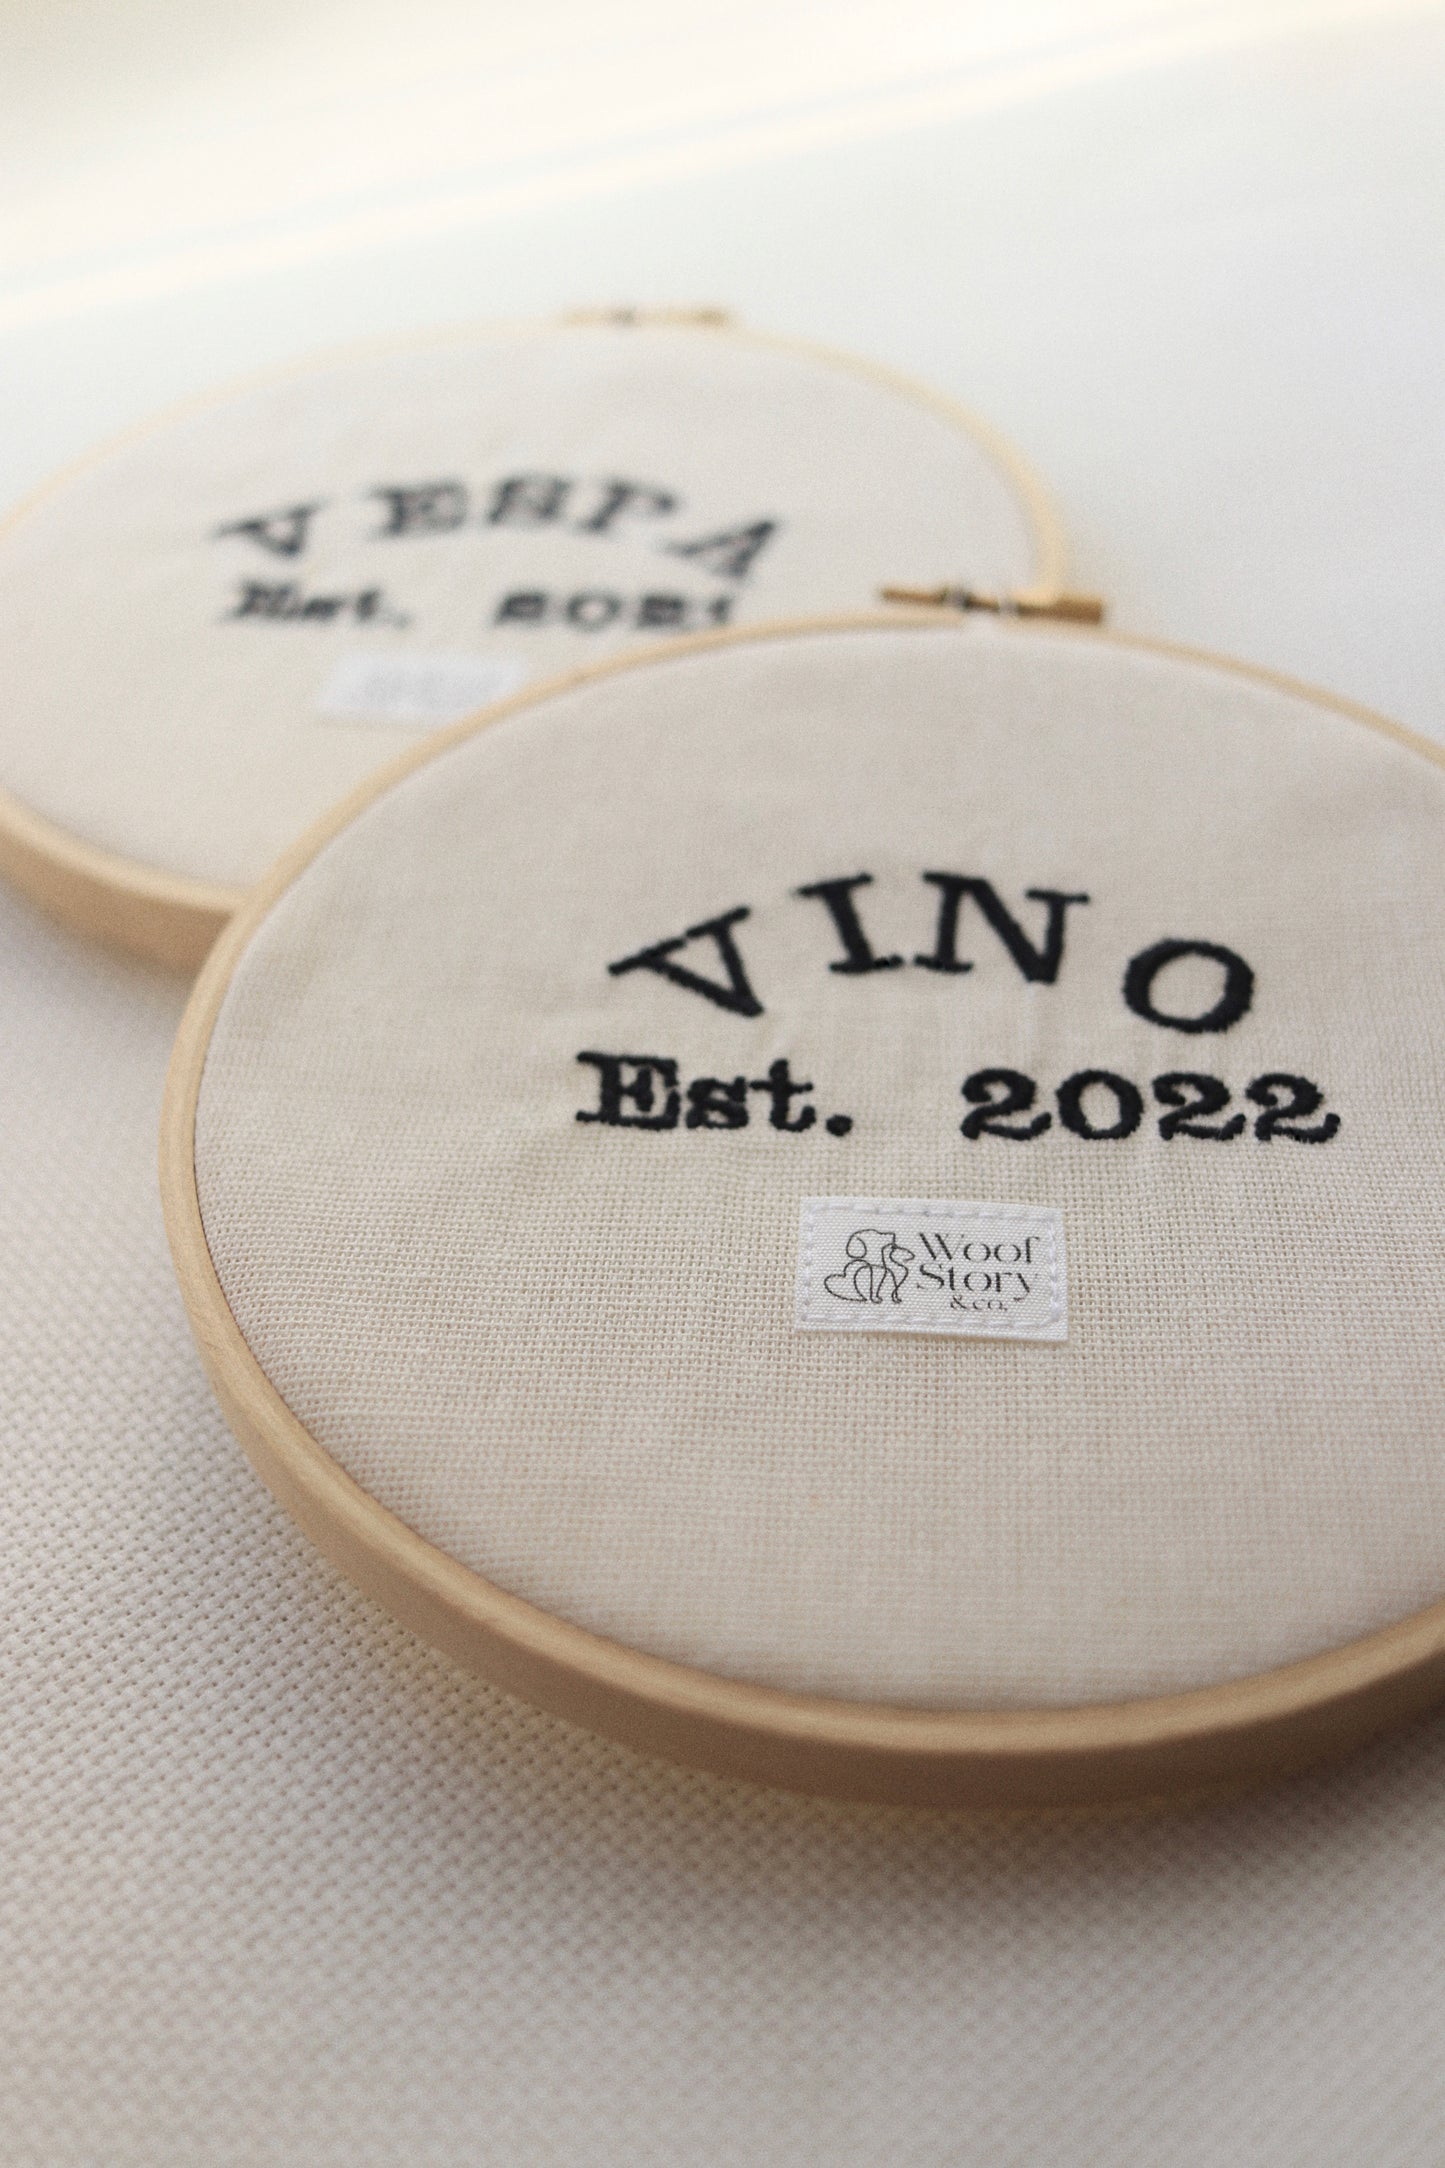 VESPA
Est. 2021
VINO
Est. 2022
Woof
Story
& co.